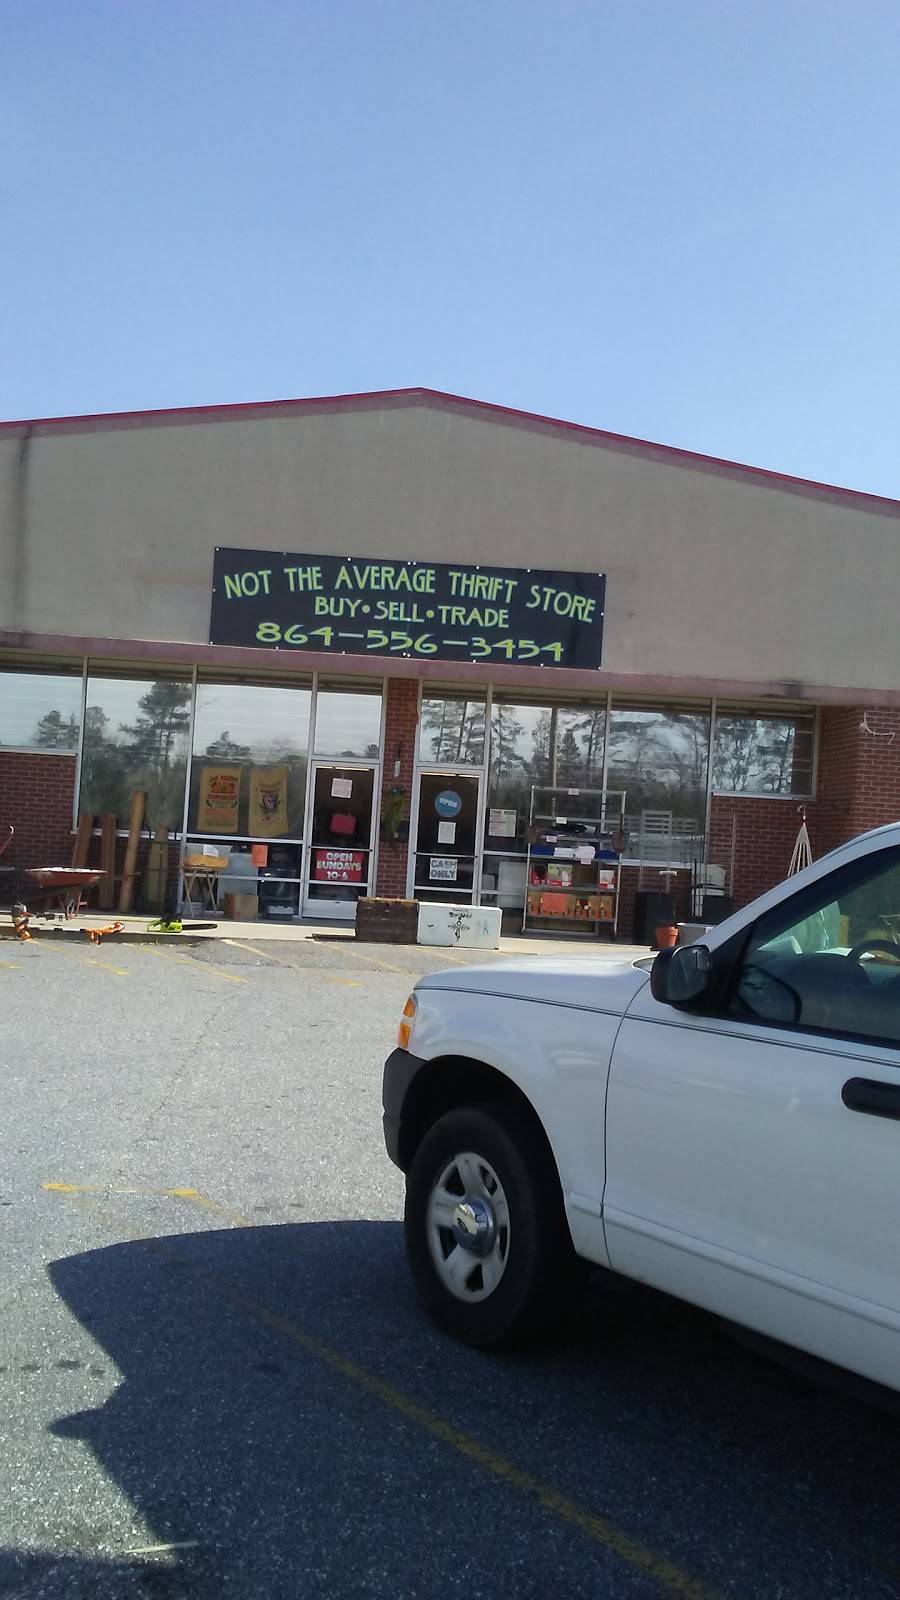 NOT THE AVERAGE THRIFT STORE
BUY • SELL • TRADE
864-556-3454
OPEN
OPEN
SUNDAYS
10-6
CASH
ONLY